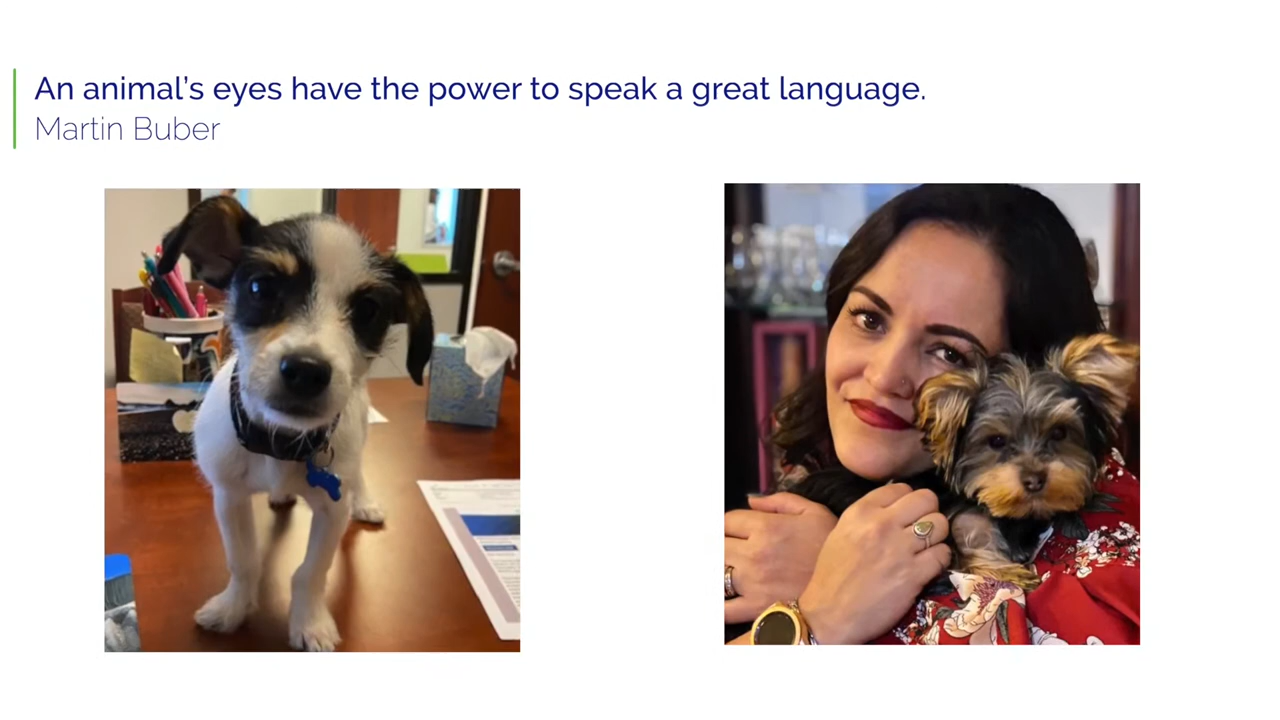 An animal’s eyes have the power to speak a great language.
Martin Buber